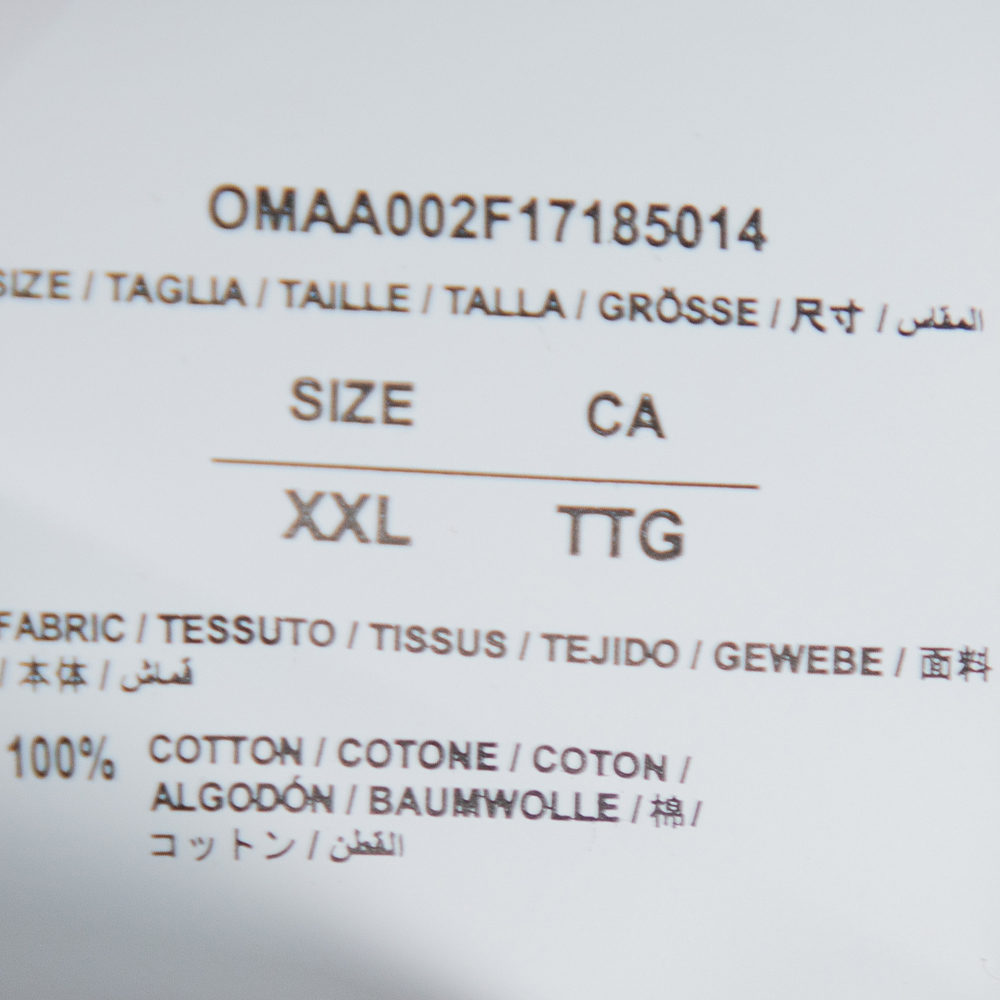 OMAA002F17185014
SIZE / TAGLIA / TAILLE / TALLA / GRÖSSE / 尺寸 / المقاس
SIZE CA
XXL TTG
FABRIC / TESSUTO / TISSUS / TEJIDO / GEWEBE / 面料
/ 本体 / قماش
100% COTTON / COTONE / COTON /
ALGODÓN / BAUMWOLLE / 棉 /
コットン / القطن